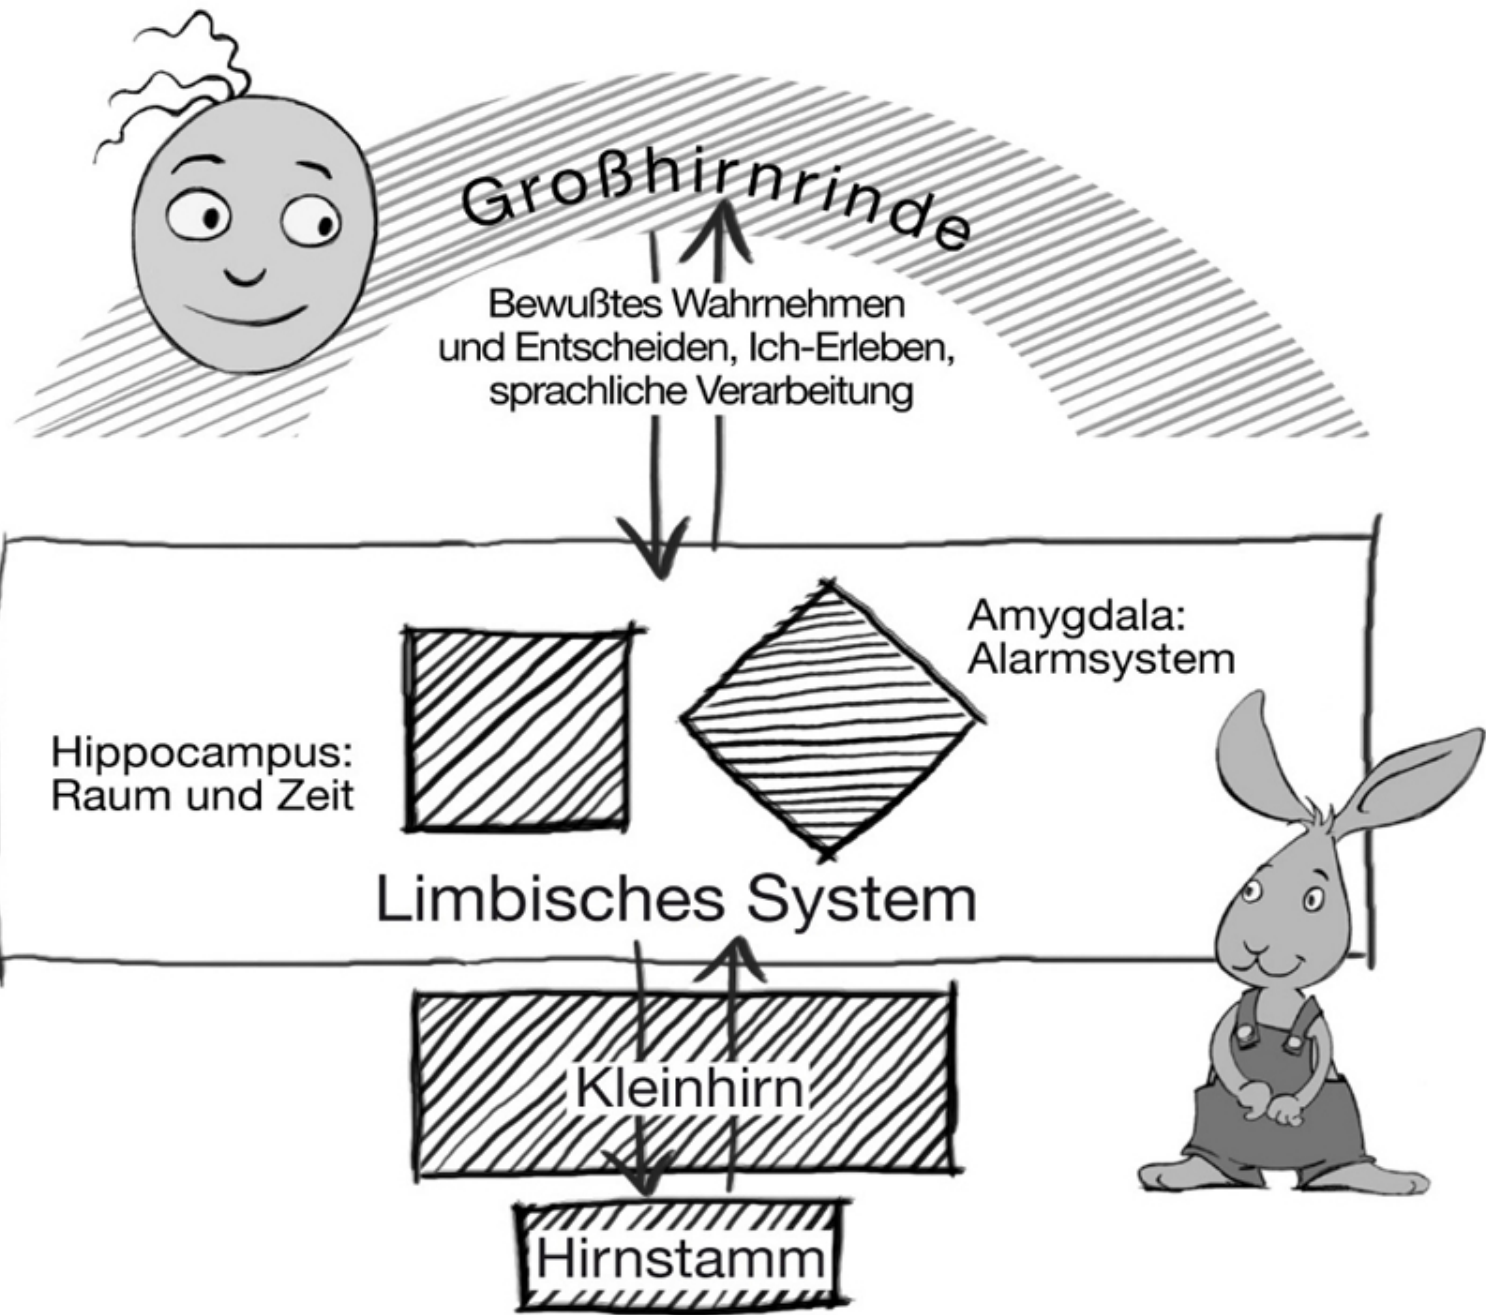 Großhirnrinde
Bewußtes Wahrnehmen
und Entscheiden, Ich-Erleben,
sprachliche Verarbeitung
Amygdala:
Alarmsystem
Hippocampus:
Raum und Zeit
Limbisches System
Kleinhirn
Hirnstamm